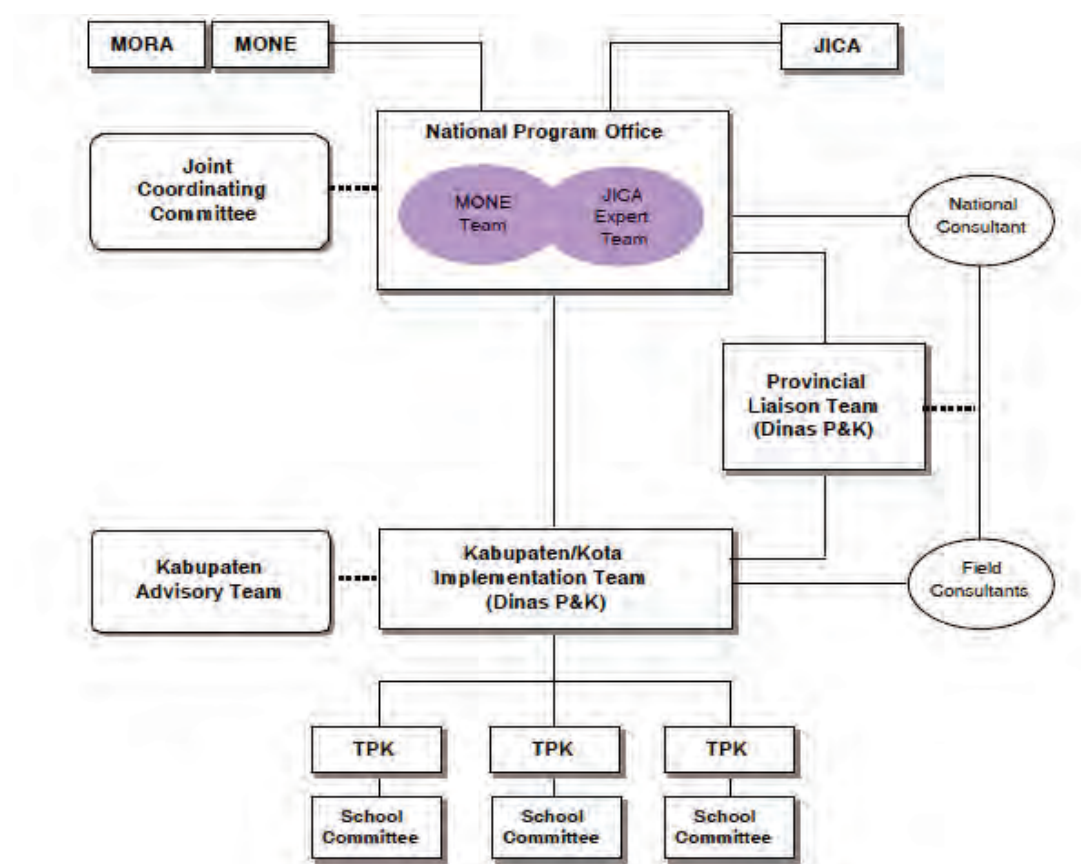 MORA
MONE
JICA
National Program Office
MONE
Team
JICA
Expert
Team
Joint
Coordinating
Committee
National
Consultant
Provincial
Liaison Team
(Dinas P&K)
Kabupaten
Advisory Team
Kabupaten/Kota
Implementation Team
(Dinas P&K)
Field
Consultants
TPK
TPK
TPK
School
Committee
School
Committee
School
Committee